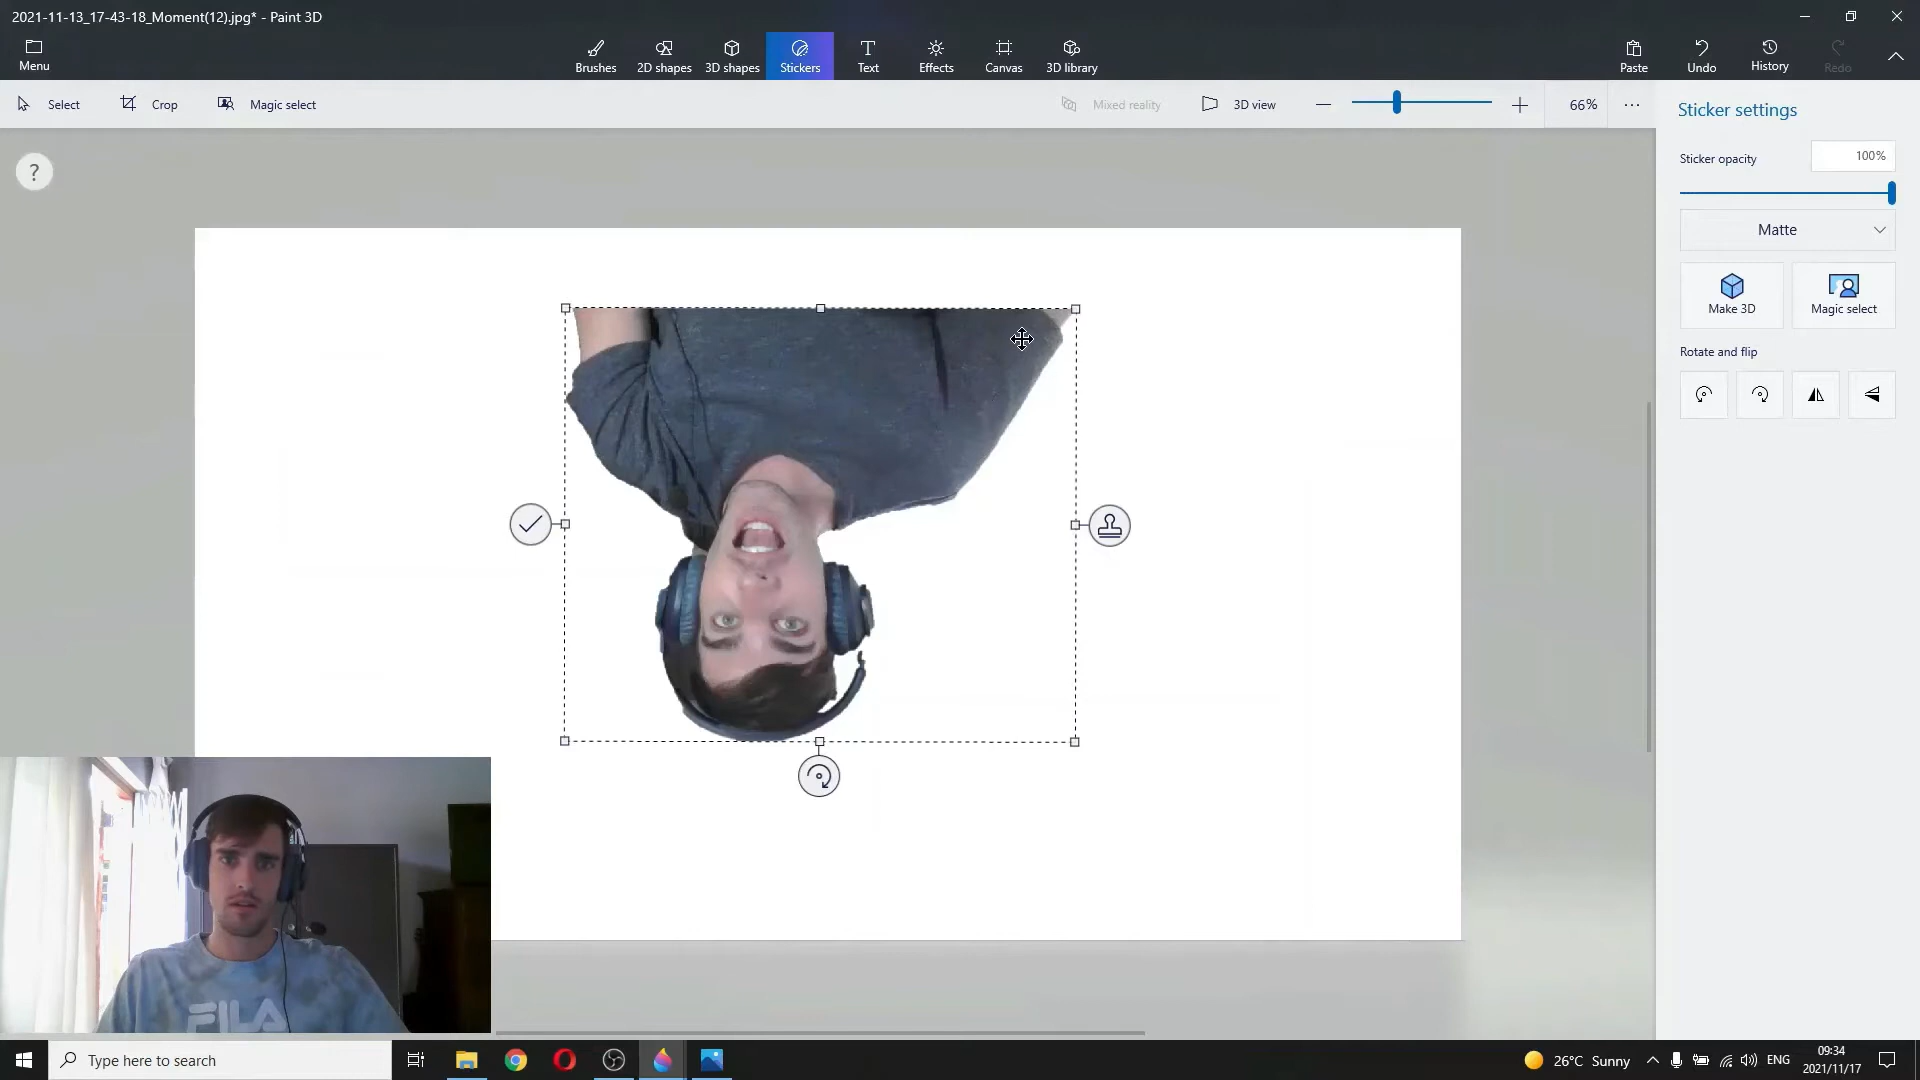 2021-11-13_17-43-18_Moment(12).jpg* - Paint 3D
Menu
Brushes
2D shapes
3D shapes
Stickers
Text
Effects
Canvas
3D library
Paste
Undo
History
Redo
Select
Crop
Magic select
Mixed reality
3D view
66%
Sticker settings
?
Sticker opacity
100%
Matte
Make 3D
Magic select
Rotate and flip
FILA
Type here to search
26°C Sunny
ENG
09:34
2021/11/17